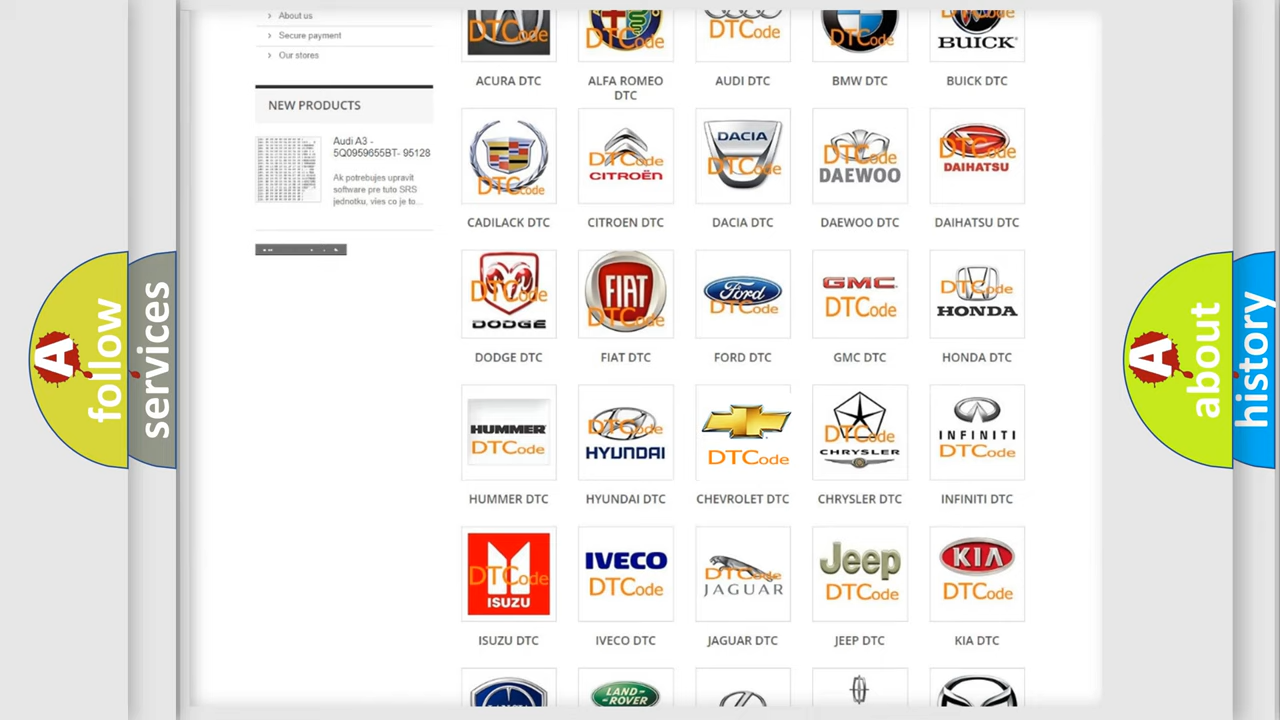 About us
Secure payment
Our stores
NEW PRODUCTS
Audi A3 -
5Q0959655BT- 95128
Ak potrebujes upravit
software pre tuto SRS
jednotku, vies co je to...
DTCode
DTCode
DTCode
DTCode
BUICK
ACURA DTC
ALFA ROMEO
DTC
AUDI DTC
BMW DTC
BUICK DTC
DTCode
DTCode
CITROËN
DACIA
DTCode
DTCode
DAEWOO
DTCode
DAIHATSU
CADILACK DTC
CITROEN DTC
DACIA DTC
DAEWOO DTC
DAIHATSU DTC
DTCode
DODGE
FIAT
DTCode
Ford
DTCode
GMC
DTCode
DTCode
HONDA
DODGE DTC
FIAT DTC
FORD DTC
GMC DTC
HONDA DTC
HUMMER
DTCode
DTCode
HYUNDAI
DTCode
DTCode
CHRYSLER
INFINITI
DTCode
HUMMER DTC
HYUNDAI DTC
CHEVROLET DTC
CHRYSLER DTC
INFINITI DTC
DTCode
ISUZU
IVECO
DTCode
DTCode
JAGUAR
Jeep
DTCode
KIA
DTCode
ISUZU DTC
IVECO DTC
JAGUAR DTC
JEEP DTC
KIA DTC
LAND-
ROVER
A follow
services
A about
history